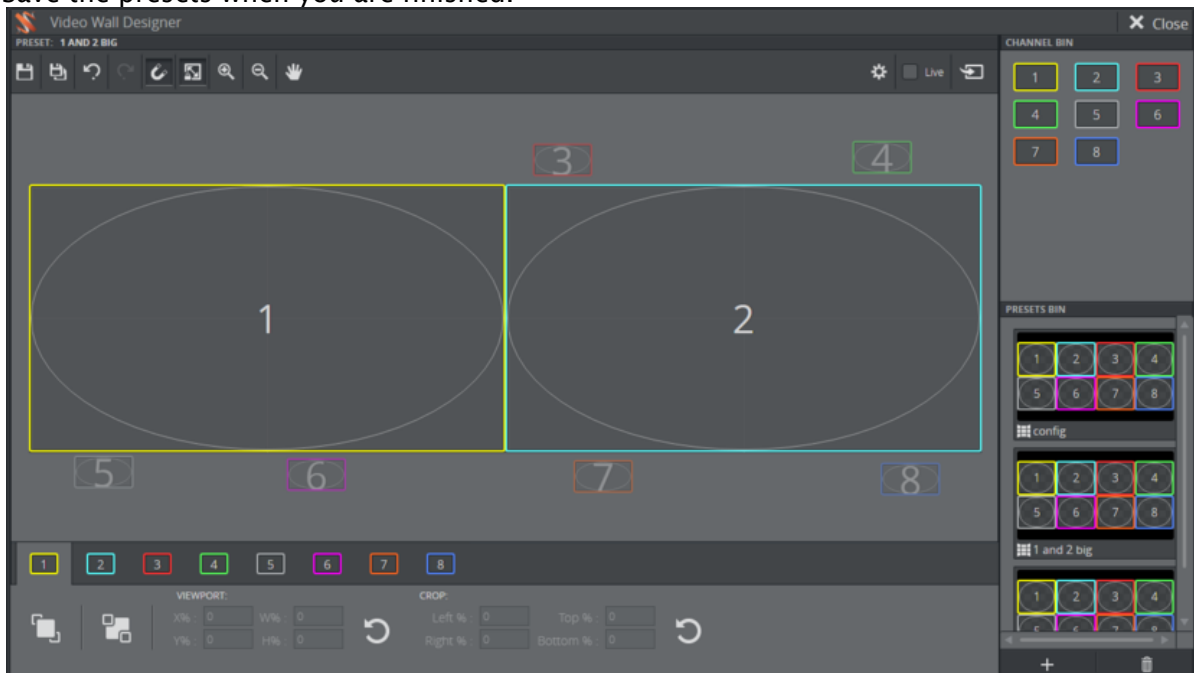 Save the presets when you are finished.
Video Wall Designer
Close
PRESET: 1 AND 2 BIG
CHANNEL BIN
Live
1 2 3
4 5 6
7 8
3 4
1 2
5 6 7 8
PRESETS BIN
1 2 3 4
5 6 7 8
config
1 2 3 4
5 6 7 8
1 and 2 big
1 2 3 4
1 2 3 4 5 6 7 8
VIEWPORT: CROP:
X% : 0 W% : 0 Left % : 0 Top % : 0
Y% : 0 H% : 0 Right % : 0 Bottom % : 0